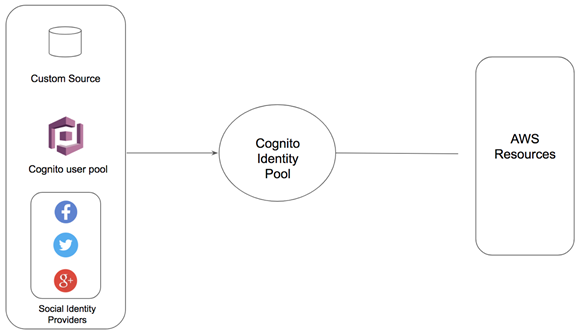 Custom Source
Cognito user pool
f
g+
Social Identity
Providers
Cognito
Identity
Pool
AWS
Resources